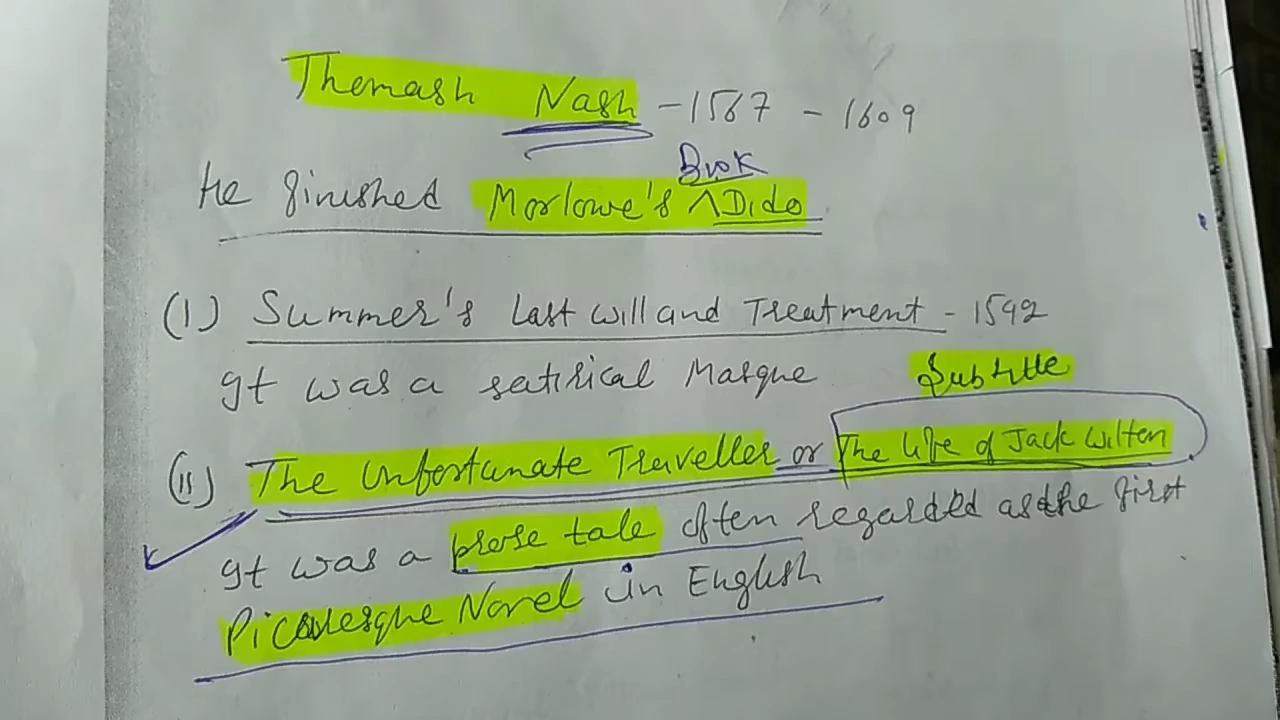 Themash Nash - 1567 - 1609
Book
He finished Marlowe's ^ Dido
(I) Summer's Last will and Treatment - 1592
It was a satirical Masque
Subtitle
(II) The Unfortunate Traveller or The life of Jack Wilten
It was a prose tale often regarded as the first
Picaresque Novel in English